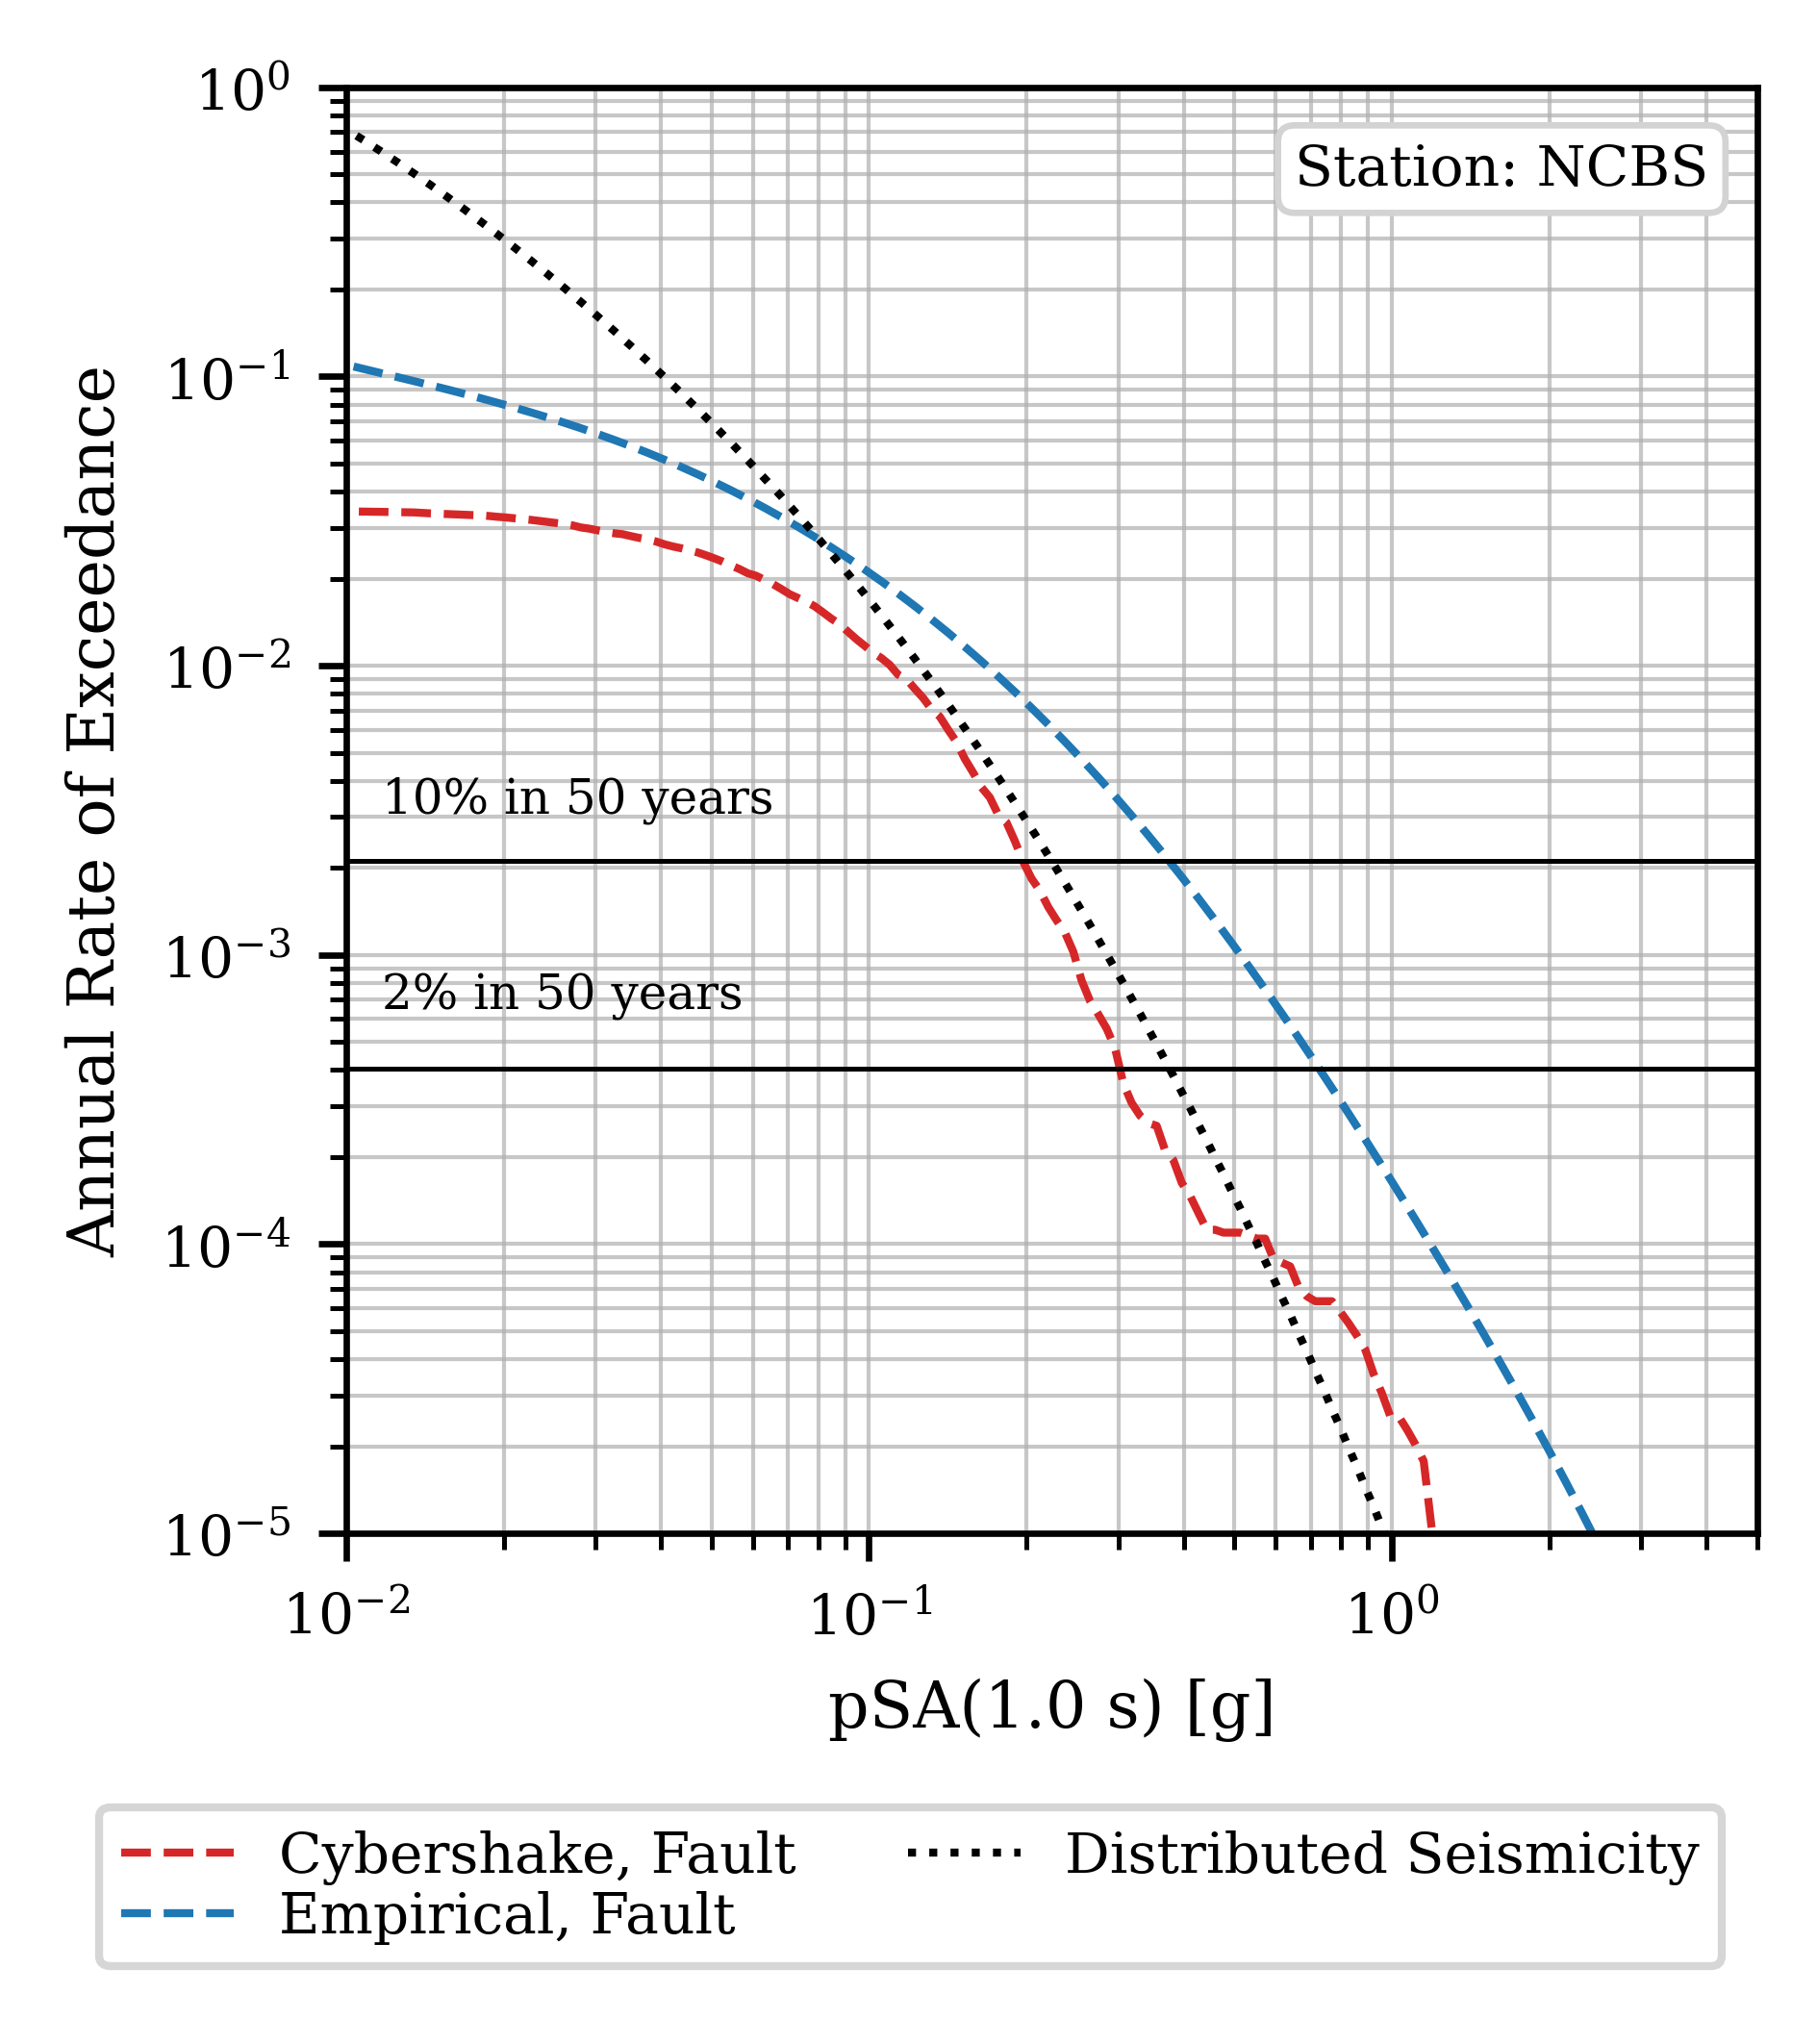 10⁰
10⁻¹
10⁻²
10⁻³
10⁻⁴
10⁻⁵
Annual Rate of Exceedance
Station: NCBS
10% in 50 years
2% in 50 years
10⁻²
10⁻¹
10⁰
pSA(1.0 s) [g]
Cybershake, Fault
Empirical, Fault
Distributed Seismicity